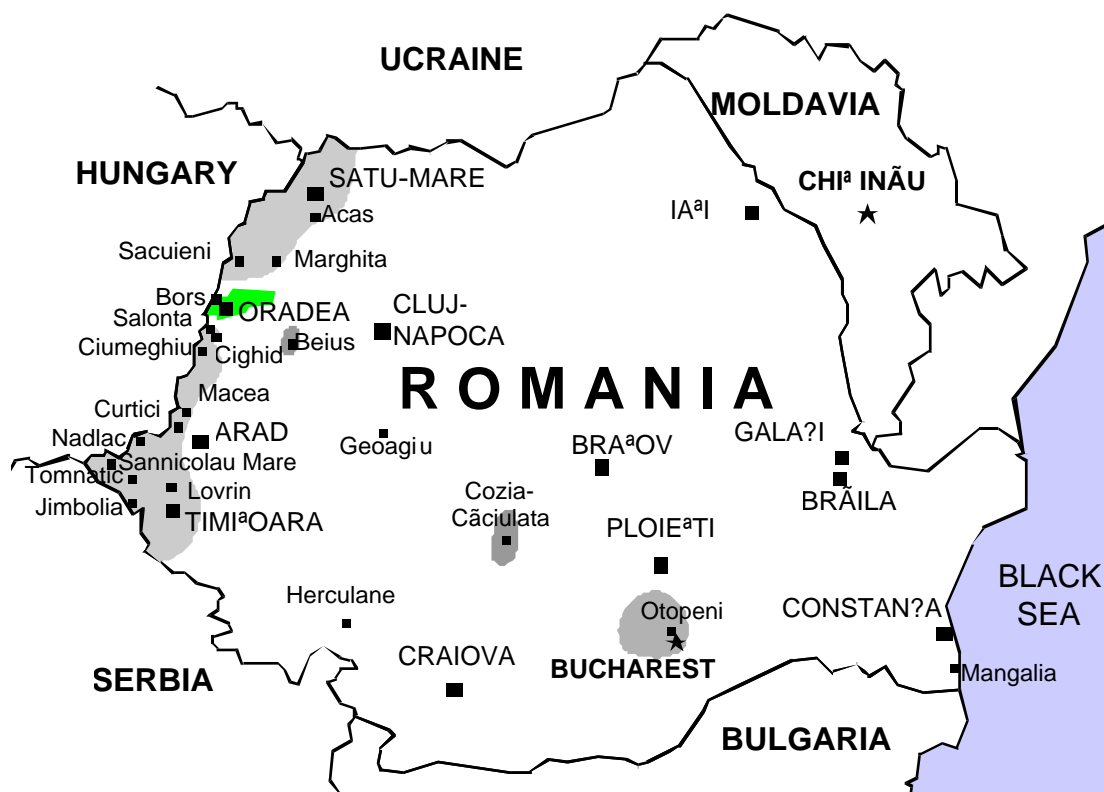 UCRAINE
MOLDAVIA
HUNGARY
SATU-MARE
CHIª INÃU
Acas
IAªI
Sacuieni
Marghita
Bors
ORADEA
CLUJ-
NAPOCA
Salonta
Ciumeghiu
Cighid
Beius
ROMANIA
Macea
Curtici
ARAD
Nadlac
Geoagiu
BRAªOV
GALA?I
Sannicolau Mare
Tomnatic
Lovrin
Jimbolia
TIMIªOARA
Cozia-
Cãciulata
BRÃILA
PLOIEªTI
BLACK
SEA
Herculane
Otopeni
CONSTAN?A
CRAIOVA
BUCHAREST
SERBIA
Mangalia
BULGARIA